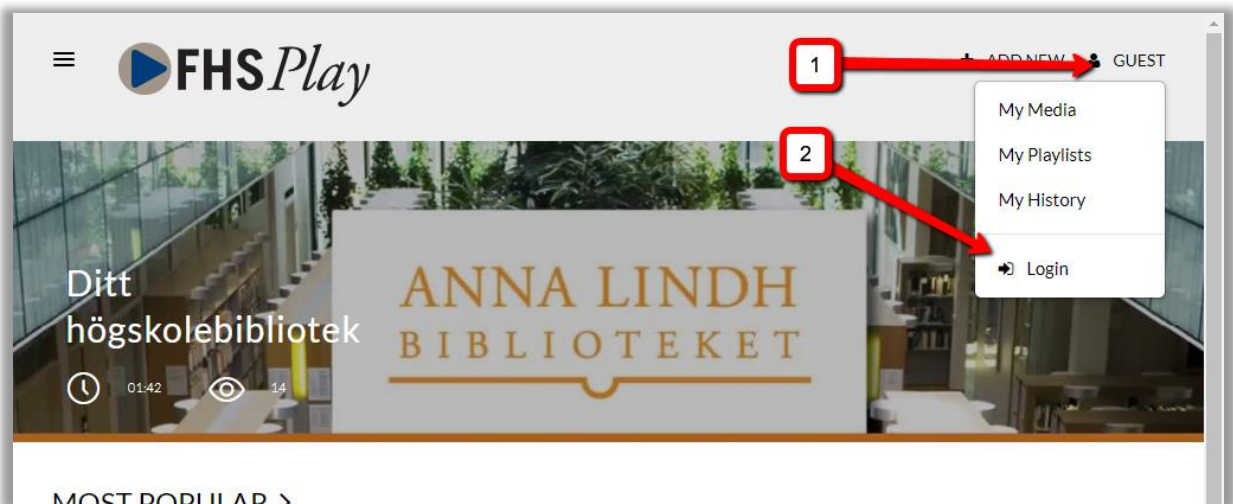 FHS Play
1
ADD NEW
GUEST
My Media
My Playlists
My History
2
Login
Ditt
högskolebibliotek
01:42
14
ANNA LINDH
BIBLIOTEKET
MOST POPULAR >